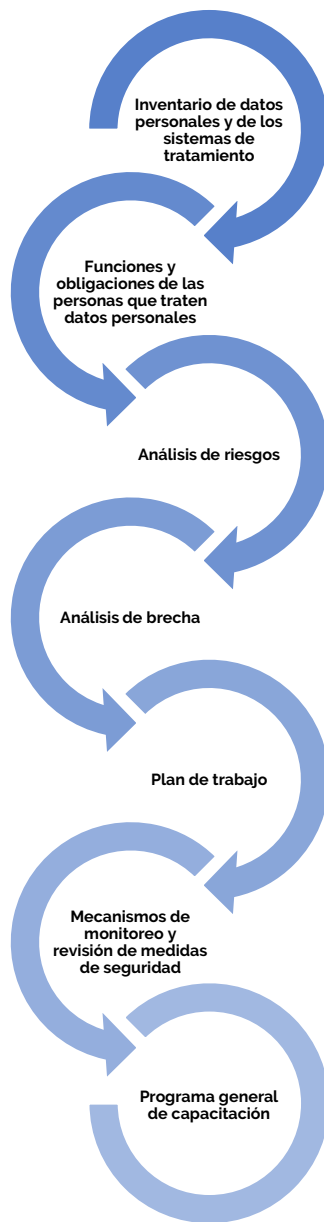 Inventario de datos
personales y de los
sistemas de
tratamiento
Funciones y
obligaciones de las
personas que traten
datos personales
Análisis de riesgos
Análisis de brecha
Plan de trabajo
Mecanismos de
monitoreo y
revisión de medidas
de seguridad
Programa general
de capacitación